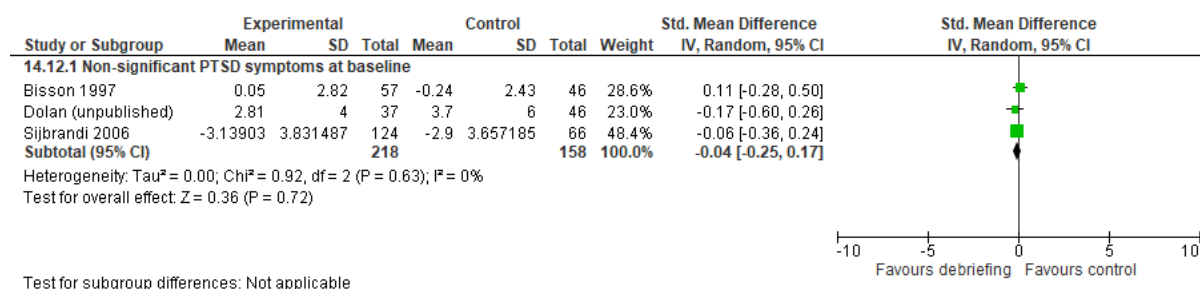 Experimental Control Std. Mean Difference Std. Mean Difference
Study or Subgroup Mean SD Total Mean SD Total Weight IV, Random, 95% CI IV, Random, 95% CI
14.12.1 Non-significant PTSD symptoms at baseline
Bisson 1997 0.05 2.82 57 -0.24 2.43 46 28.6% 0.11 [-0.28, 0.50]
Dolan (unpublished) 2.81 4 37 3.7 6 46 23.0% -0.17 [-0.60, 0.26]
Sijbrandi 2006 -3.13903 3.831487 124 -2.9 3.657185 66 48.4% -0.06 [-0.36, 0.24]
Subtotal (95% CI) 218 158 100.0% -0.04 [-0.25, 0.17]
Heterogeneity: Tau² = 0.00; Chi² = 0.92, df = 2 (P = 0.63); I² = 0%
Test for overall effect: Z = 0.36 (P = 0.72)
-10 -5 0 5 10
Favours debriefing Favours control
Test for subgroup differences: Not applicable